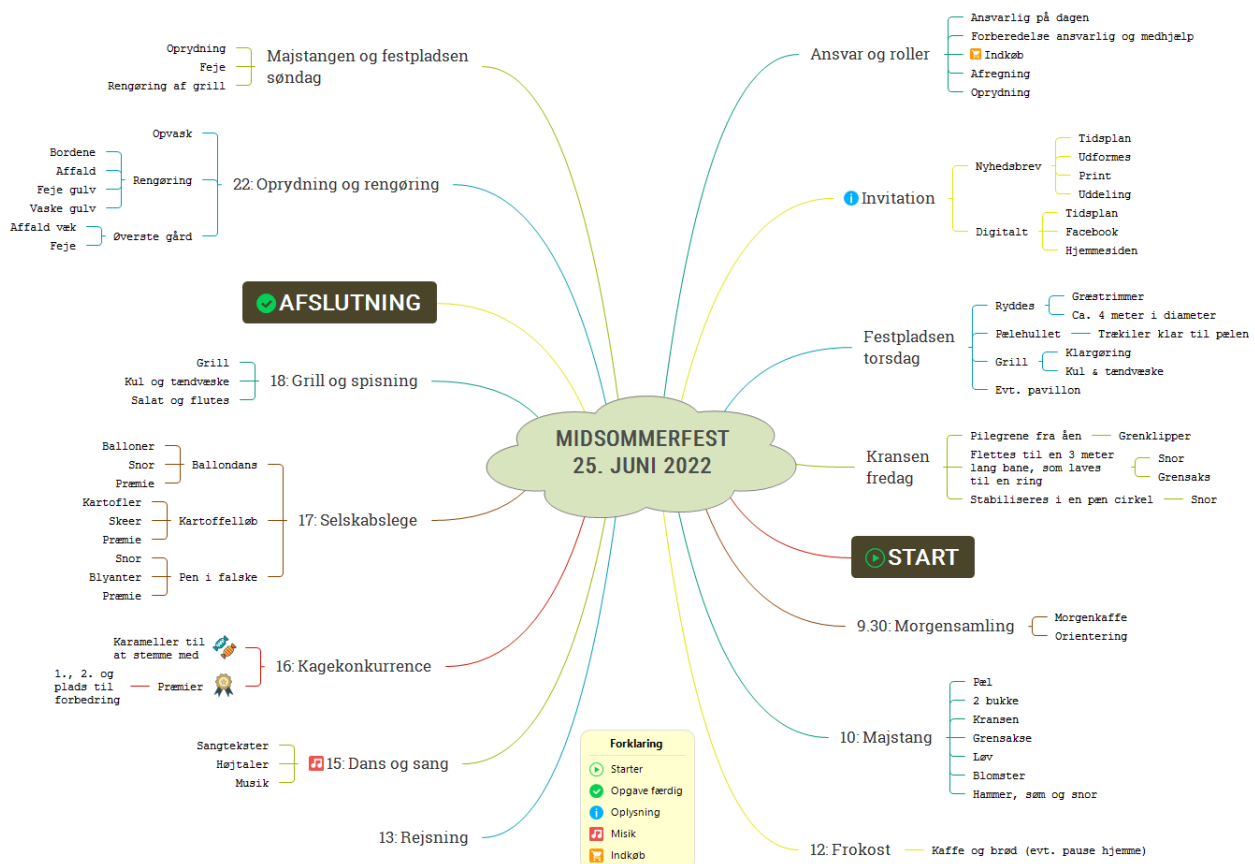 MIDSOMMERFEST
25. JUNI 2022
Ansvar og roller
Ansvarlig på dagen
Forberedelse ansvarlig og medhjælp
Indkøb
Afregning
Oprydning
Invitation
Nyhedsbrev
Tidsplan
Udformes
Print
Uddeling
Digitalt
Tidsplan
Facebook
Hjemmesiden
Festpladsen
torsdag
Ryddes
Græstrimmer
Ca. 4 meter i diameter
Pælehullet
Trækiler klar til pælen
Grill
Klargøring
Kul & tændvæske
Evt. pavillon
Kransen
fredag
Pilegrene fra åen
Grenklipper
Flettes til en 3 meter
lang bane, som laves
til en ring
Snor
Grensaks
Stabiliseres i en pæn cirkel
Snor
START
9.30: Morgensamling
Morgenkaffe
Orientering
10: Majstang
Pæl
2 bukke
Kransen
Grensakse
Løv
Blomster
Hammer, søm og snor
12: Frokost
Kaffe og brød (evt. pause hjemme)
13: Rejsning
15: Dans og sang
Sangtekster
Højtaler
Musik
16: Kagekonkurrence
Karameller til
at stemme med
Præmier
1., 2. og
plads til
forbedring
17: Selskabslege
Ballondans
Balloner
Snor
Præmie
Kartoffelløb
Kartofler
Skeer
Præmie
Pen i falske
Snor
Blyanter
Præmie
18: Grill og spisning
Grill
Kul og tændvæske
Salat og flutes
AFSLUTNING
22: Oprydning og rengøring
Opvask
Rengøring
Bordene
Affald
Feje gulv
Vaske gulv
Øverste gård
Affald væk
Feje
Majstangen og festpladsen
søndag
Oprydning
Feje
Rengøring af grill
Forklaring
Starter
Opgave færdig
Oplysning
Misik
Indkøb